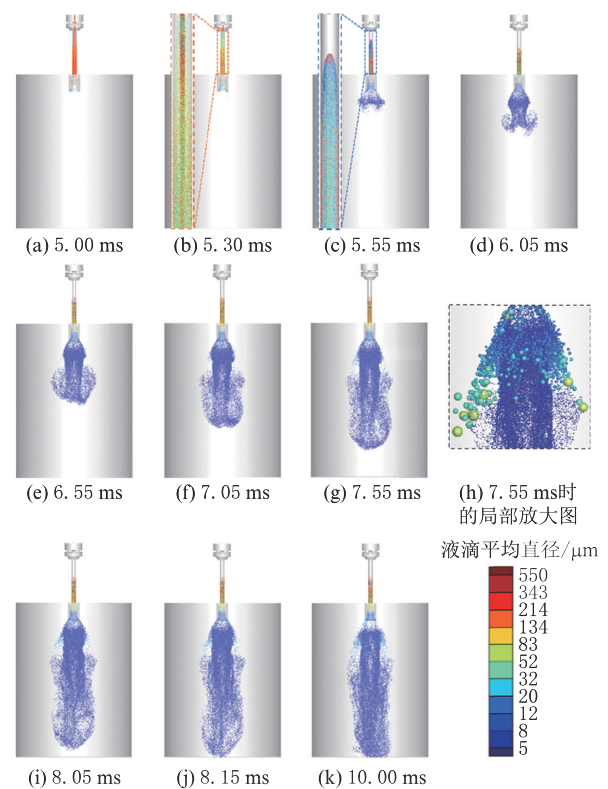 (a) 5.00 ms
(b) 5.30 ms
(c) 5.55 ms
(d) 6.05 ms
(e) 6.55 ms
(f) 7.05 ms
(g) 7.55 ms
(h) 7.55 ms时
的局部放大图
液滴平均直径/μm
550
343
214
134
83
52
32
20
12
8
5
(i) 8.05 ms
(j) 8.15 ms
(k) 10.00 ms